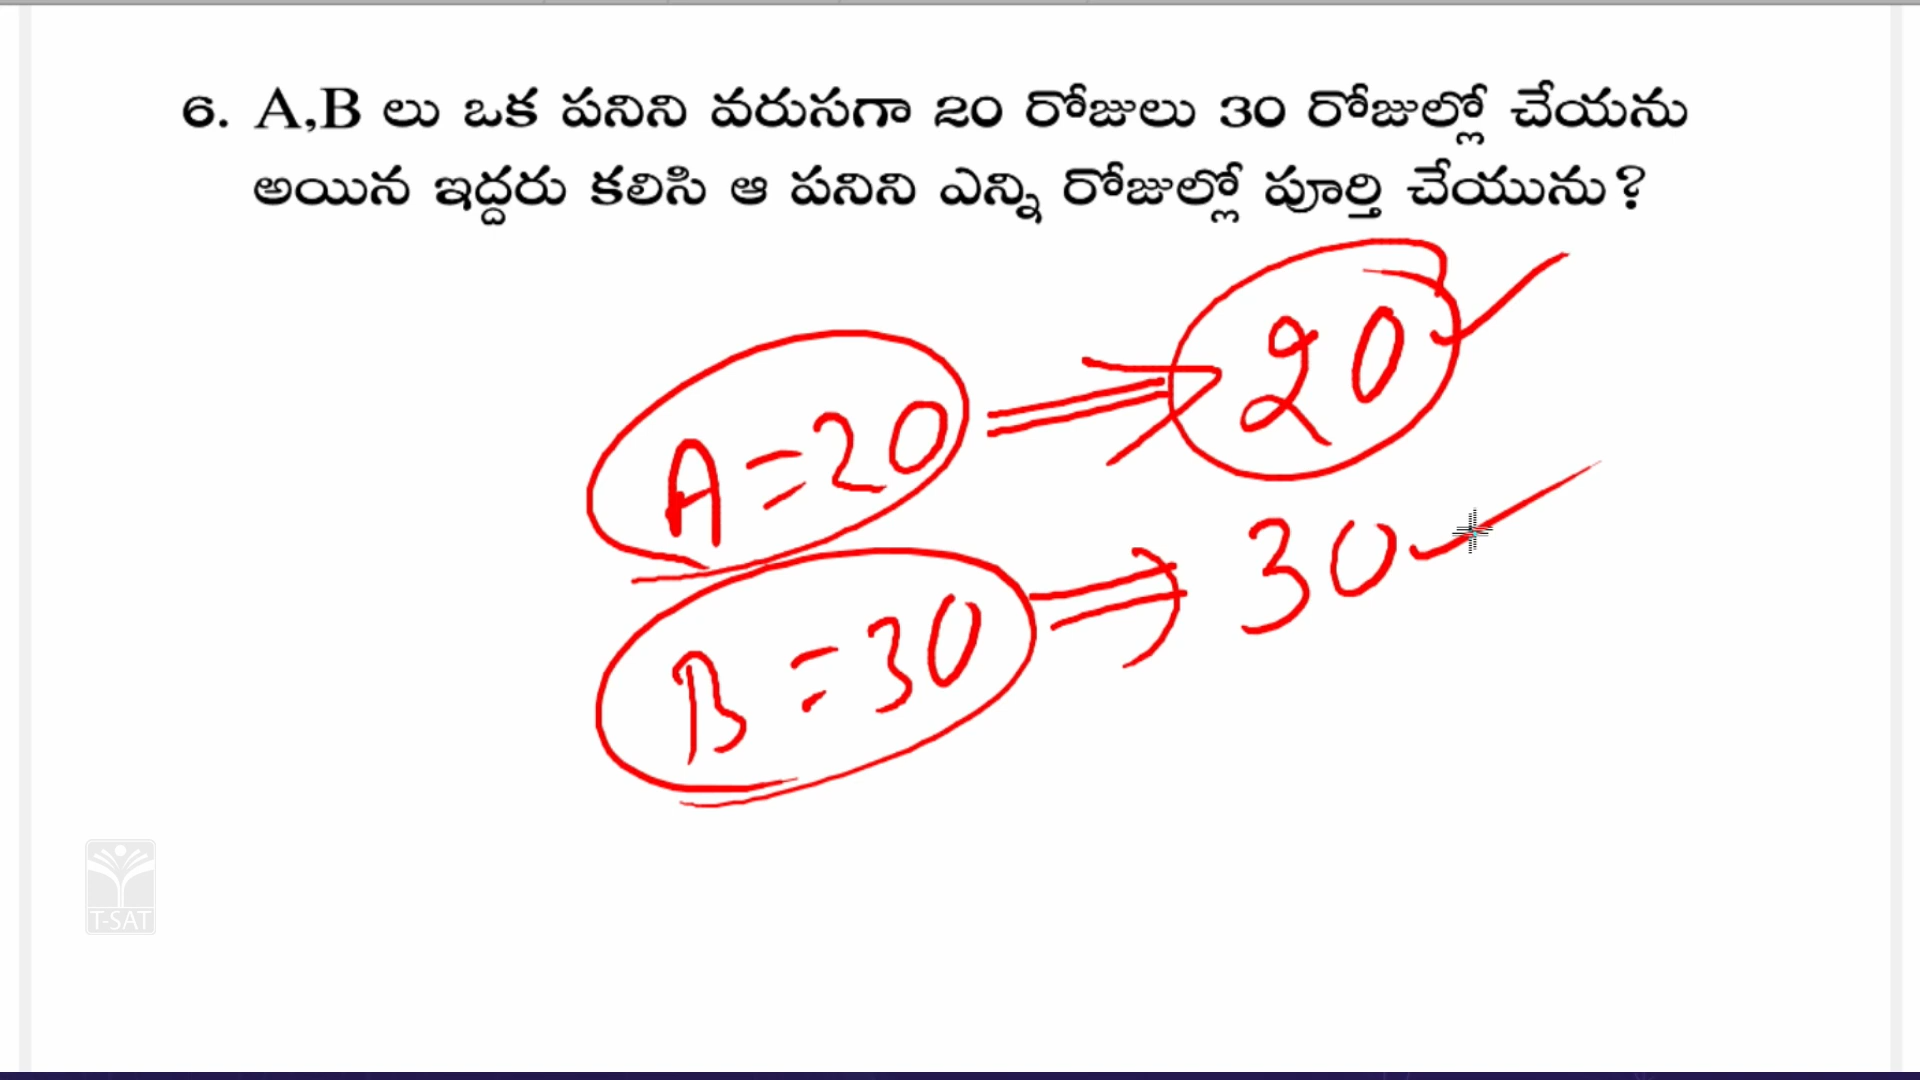 6. A,B లు ఒక పనిని వరుసగా 20 రోజులు 30 రోజుల్లో చేయను
అయిన ఇద్దరు కలిసి ఆ పనిని ఎన్ని రోజుల్లో పూర్తి చేయును?
A = 20 ⇒ 20
B = 30 ⇒ 30
T-SAT